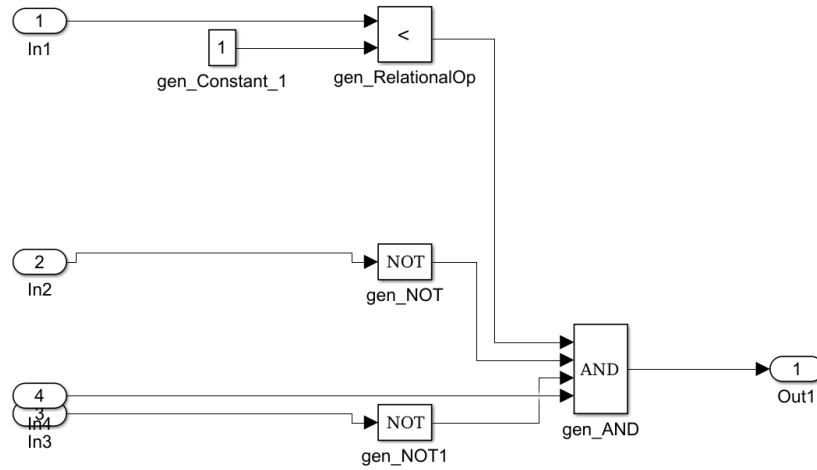 1
In1
1
gen_Constant_1
<
gen_RelationalOp
2
In2
NOT
gen_NOT
4
3
In4
In3
NOT
gen_NOT1
AND
gen_AND
1
Out1